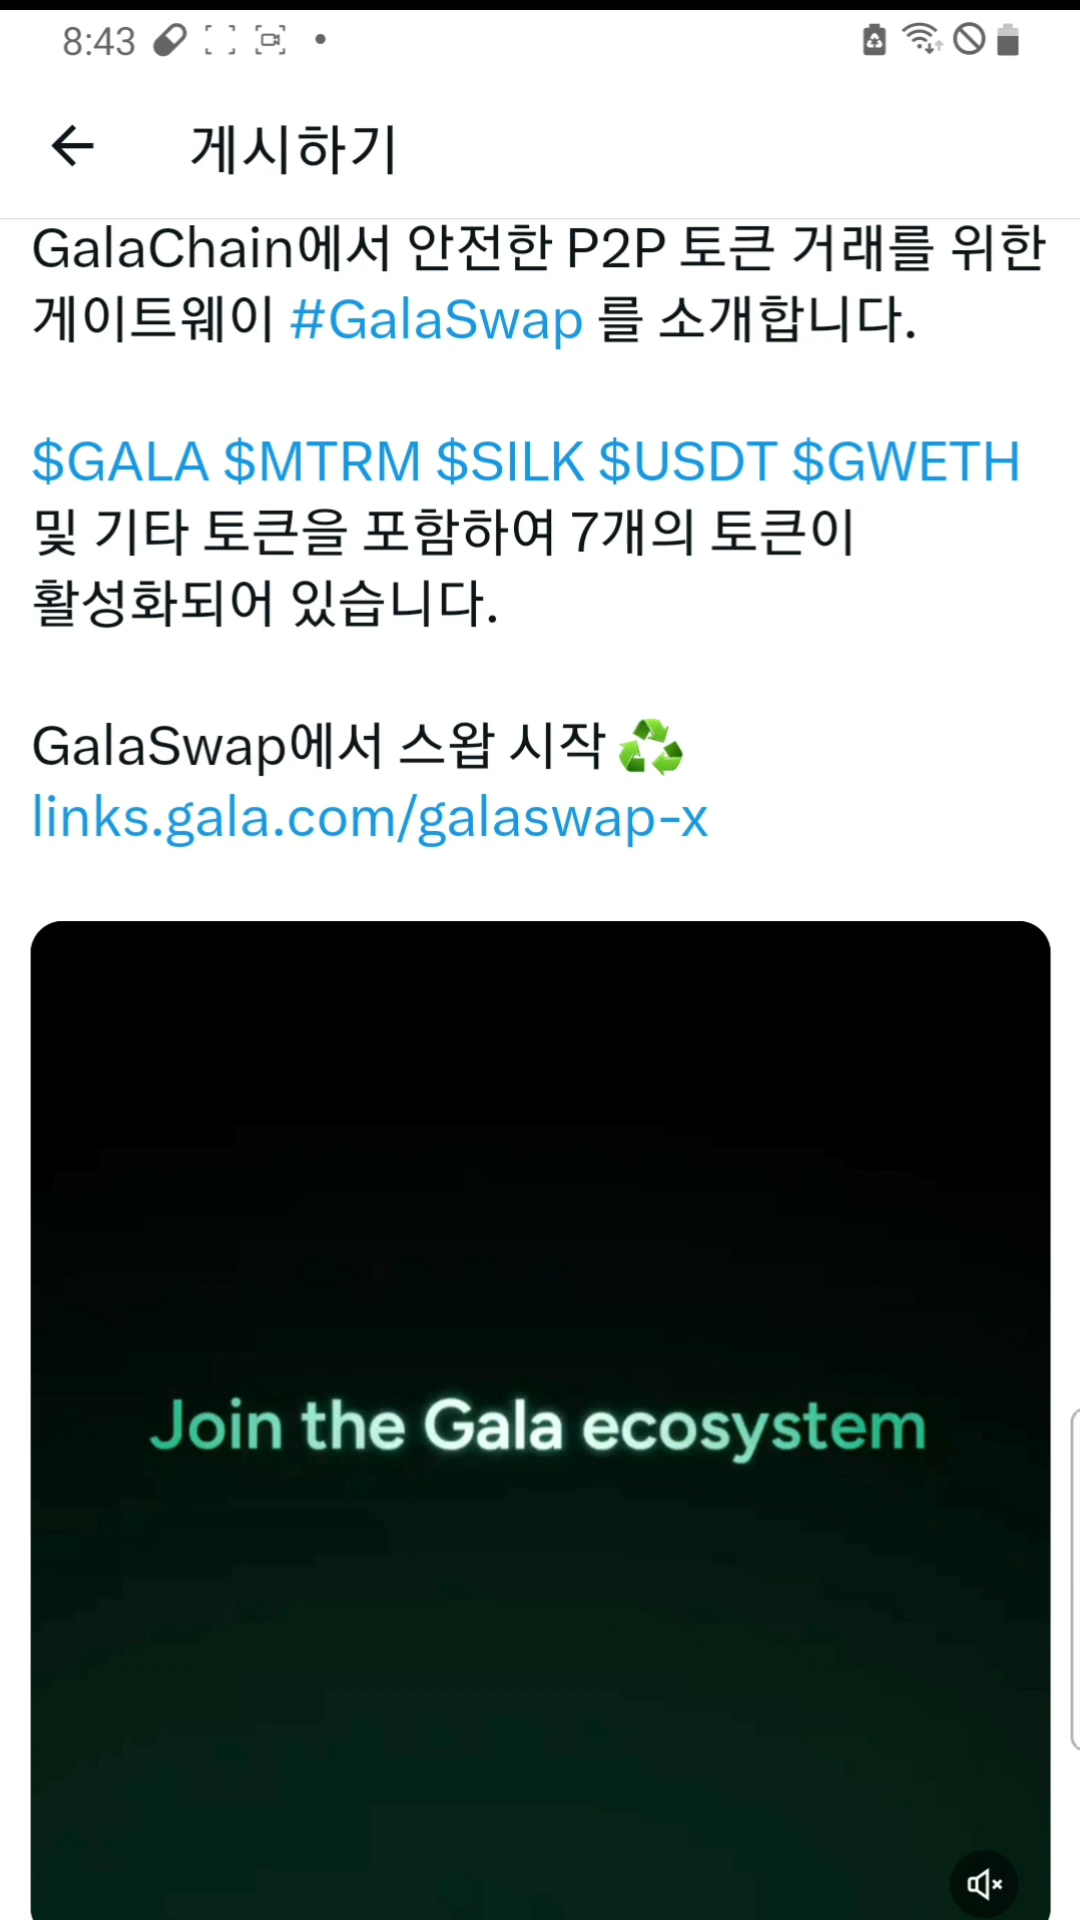 8:43
게시하기
GalaChain에서 안전한 P2P 토큰 거래를 위한
게이트웨이 #GalaSwap 를 소개합니다.
$GALA $MTRM $SILK $USDT $GWETH
및 기타 토큰을 포함하여 7개의 토큰이
활성화되어 있습니다.
GalaSwap에서 스왑 시작 ♻️
links.gala.com/galaswap-x
Join the Gala ecosystem